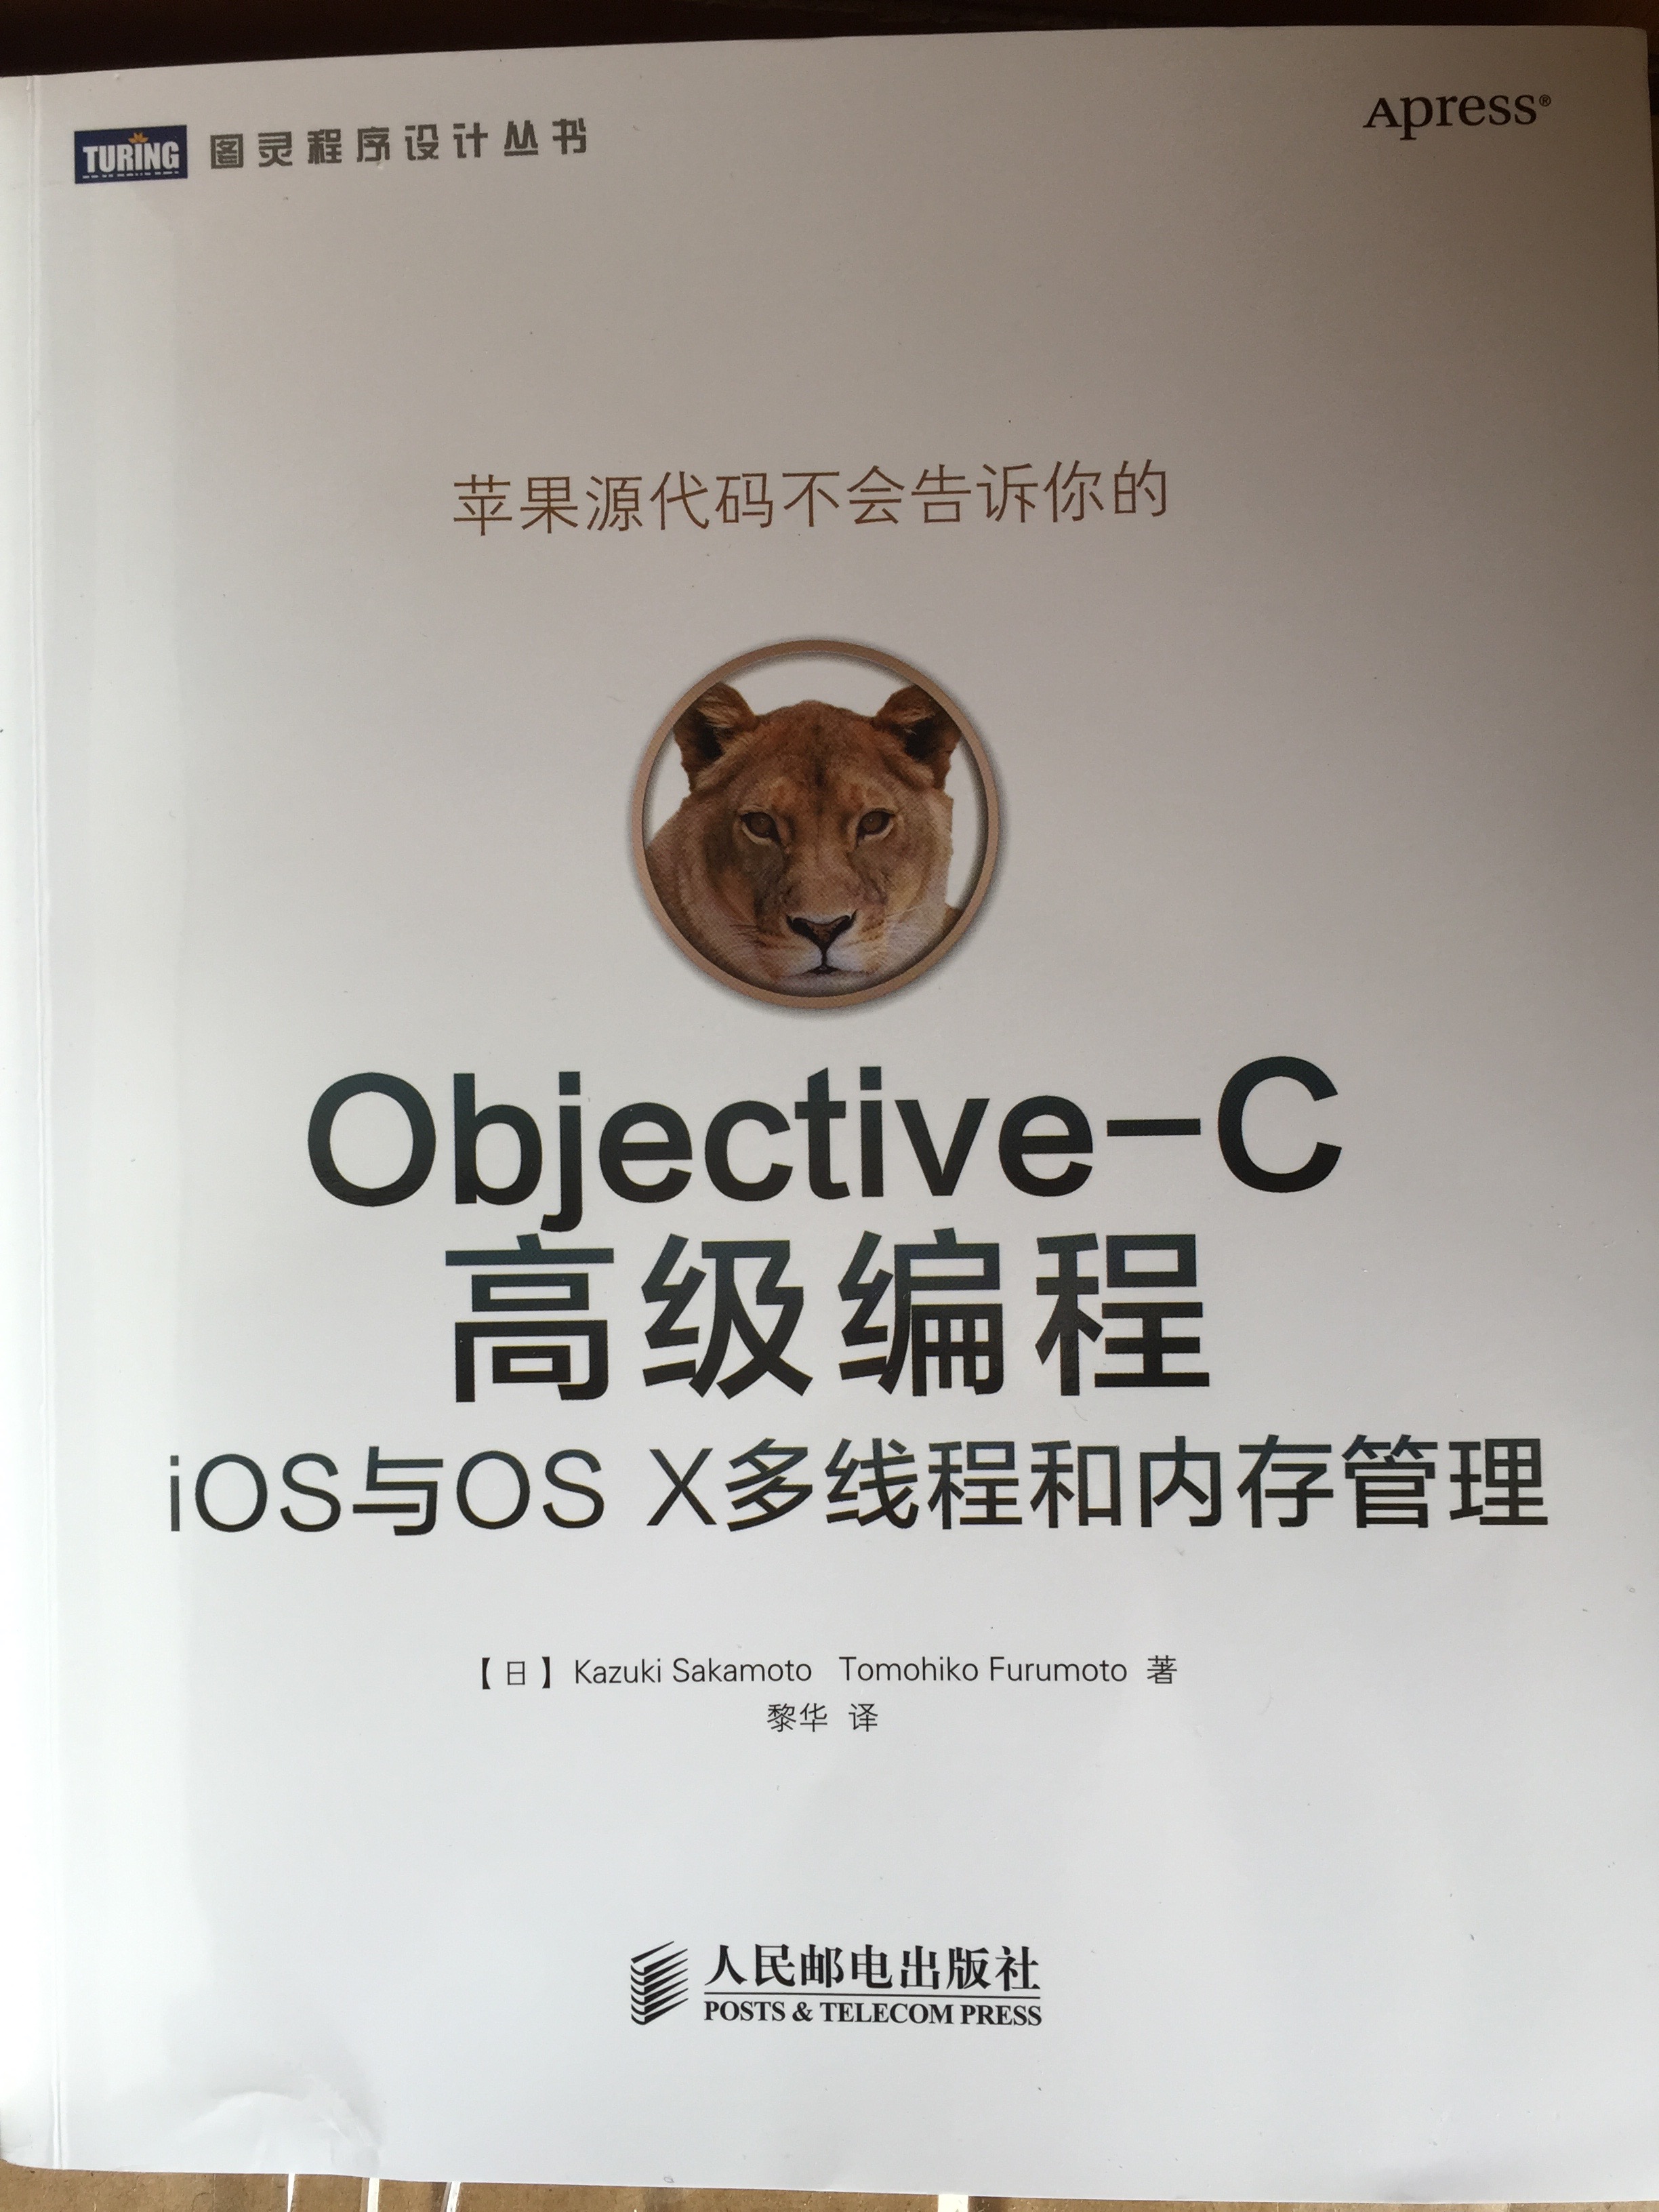 TURING 图灵程序设计丛书
Apress®
苹果源代码不会告诉你的
Objective-C
高级编程
iOS与OS X多线程和内存管理
【日】Kazuki Sakamoto Tomohiko Furumoto 著
黎华 译
人民邮电出版社
POSTS & TELECOM PRESS